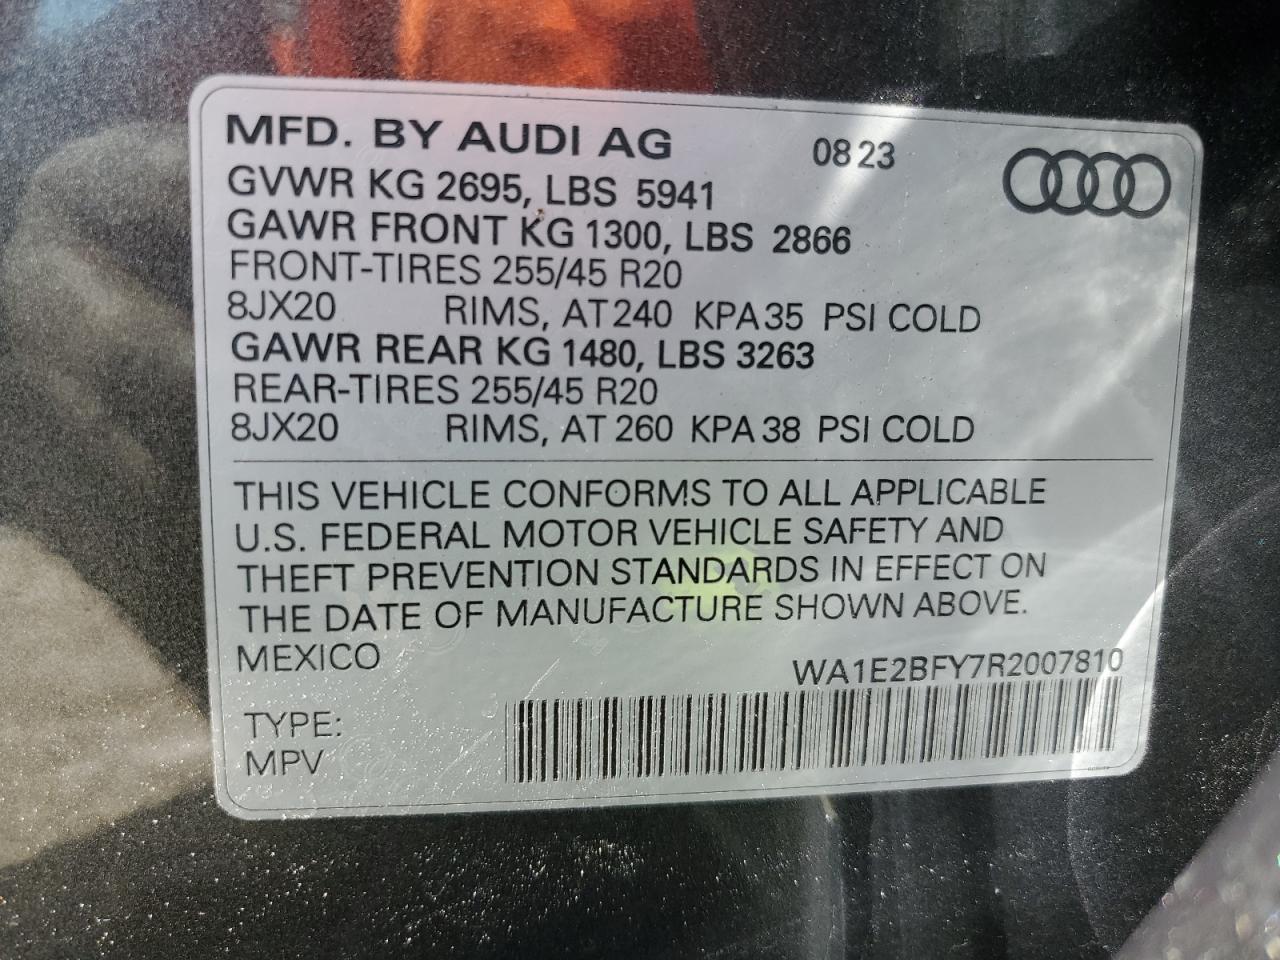 MFD. BY AUDI AG 08 23
GVWR KG 2695, LBS 5941
GAWR FRONT KG 1300, LBS 2866
FRONT-TIRES 255/45 R20
8JX20 RIMS, AT 240 KPA 35 PSI COLD
GAWR REAR KG 1480, LBS 3263
REAR-TIRES 255/45 R20
8JX20 RIMS, AT 260 KPA 38 PSI COLD
THIS VEHICLE CONFORMS TO ALL APPLICABLE
U.S. FEDERAL MOTOR VEHICLE SAFETY AND
THEFT PREVENTION STANDARDS IN EFFECT ON
THE DATE OF MANUFACTURE SHOWN ABOVE.
MEXICO
WA1E2BFY7R2007810
TYPE:
MPV